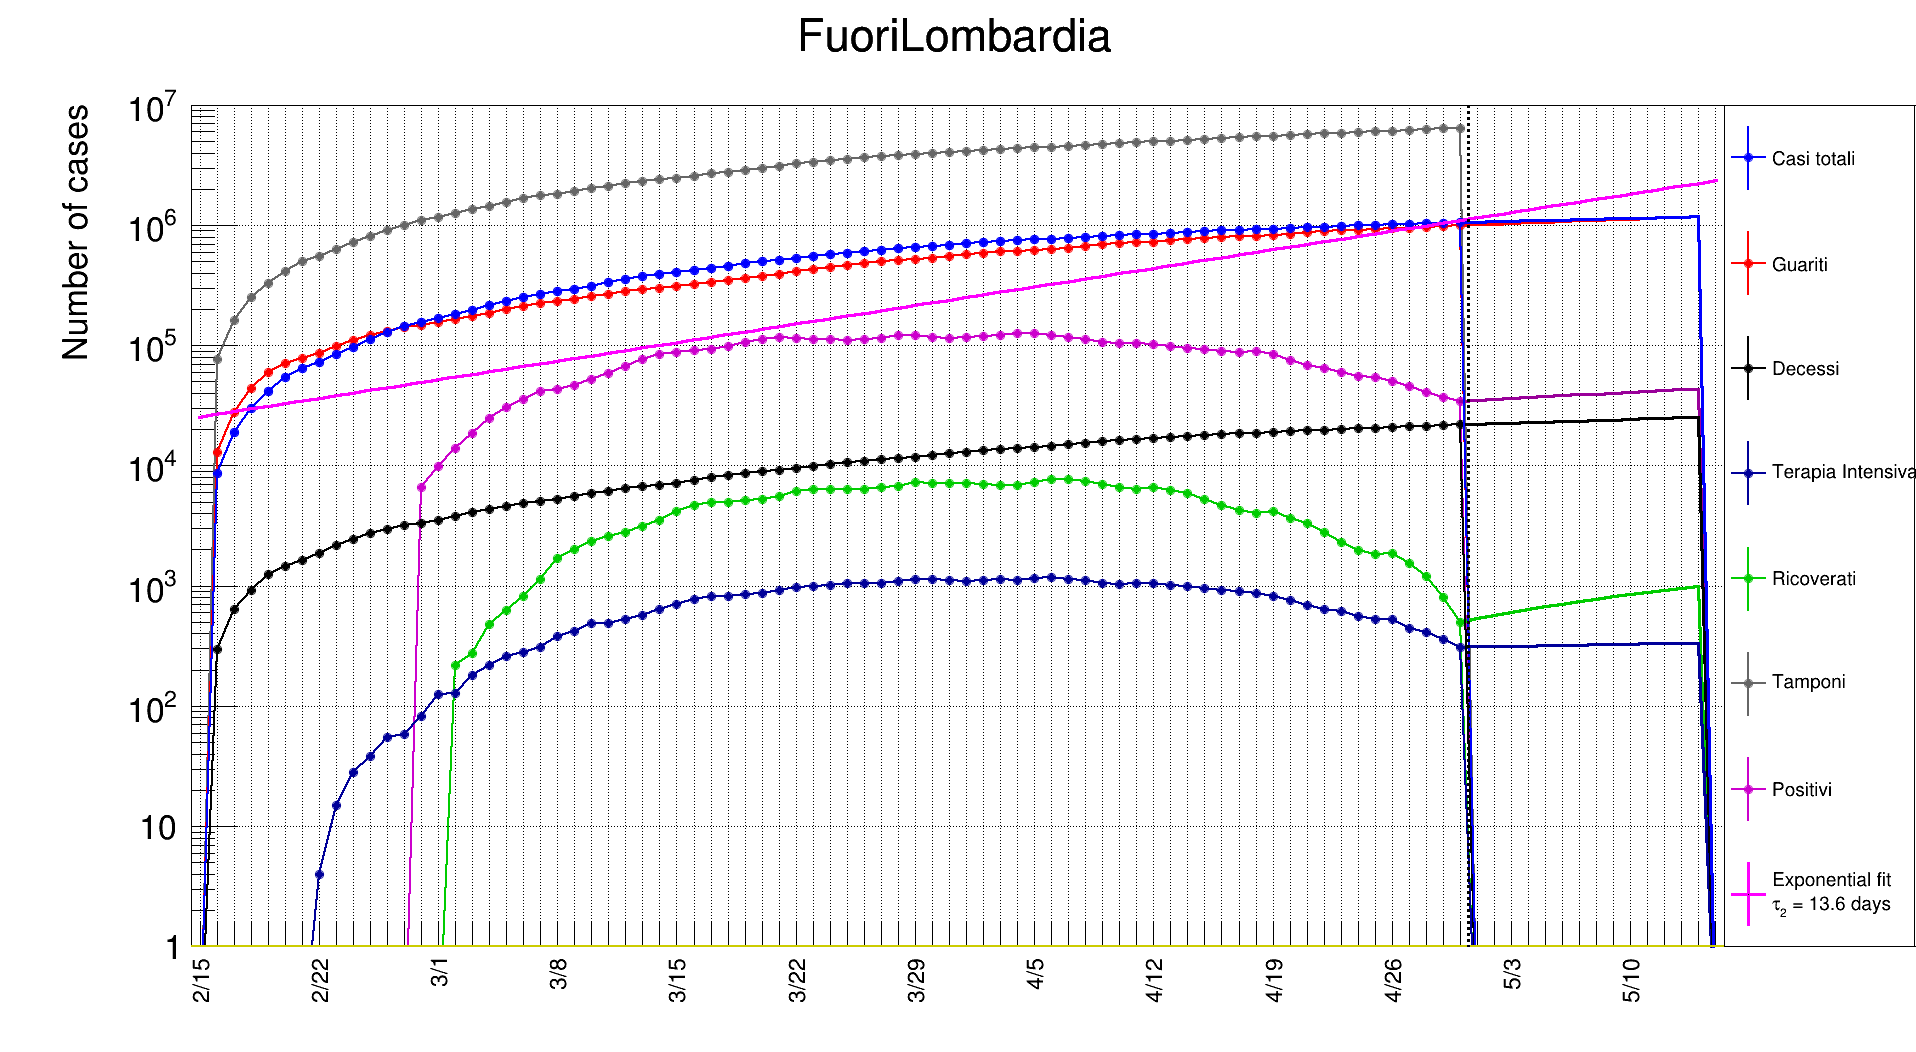 FuoriLombardia
Number of cases
10^7
10^6
10^5
10^4
10^3
10^2
10
1
2/15
2/22
3/1
3/8
3/15
3/22
3/29
4/5
4/12
4/19
4/26
5/3
5/10
Casi totali
Guariti
Decessi
Terapia Intensiva
Ricoverati
Tamponi
Positivi
Exponential fit
τ_2 = 13.6 days